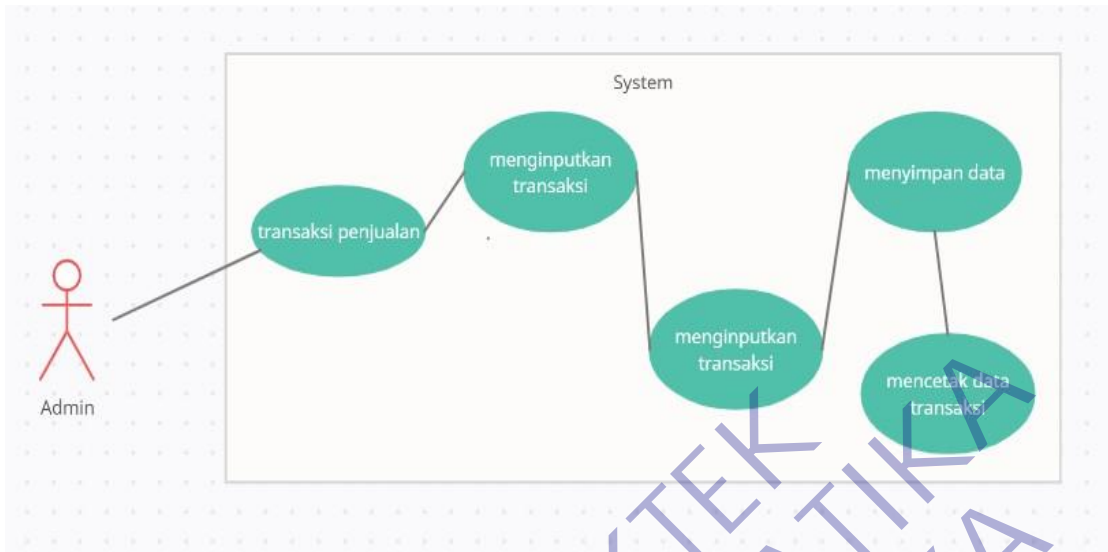 System
menginputkan
transaksi
menyimpan data
transaksi penjualan
menginputkan
transaksi
mencetak data
transaksi
Admin